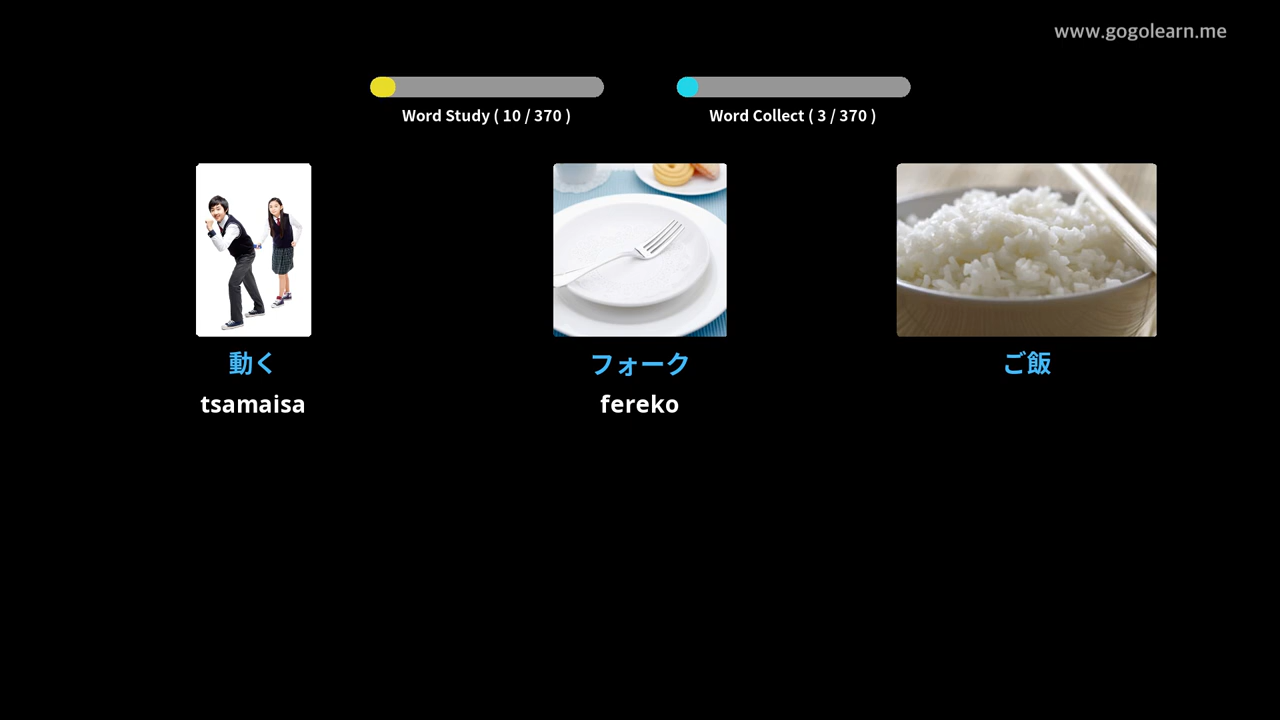 www.gogolearn.me
Word Study ( 10 / 370 )
Word Collect ( 3 / 370 )
動く
フォーク
ご飯
tsamaisa
fereko